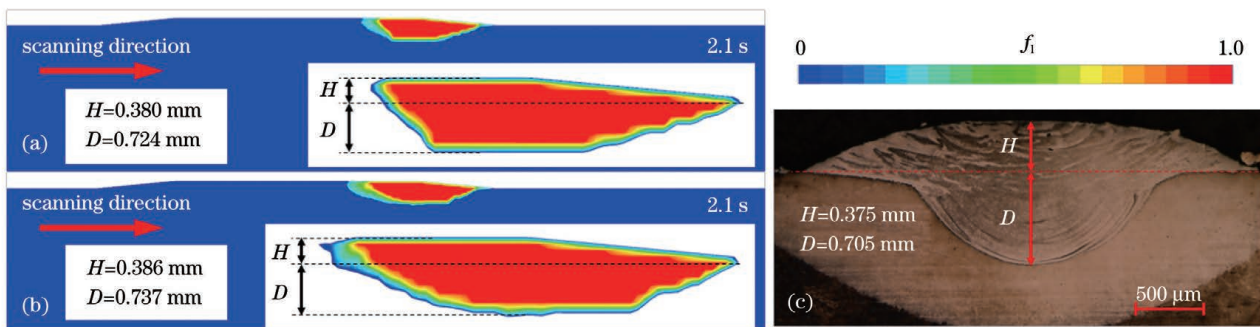 scanning direction
2.1 s
H=0.380 mm
D=0.724 mm
H
D
(a)
scanning direction
2.1 s
H=0.386 mm
D=0.737 mm
H
D
(b)
0 fl 1.0
H
D
H=0.375 mm
D=0.705 mm
500 μm
(c)